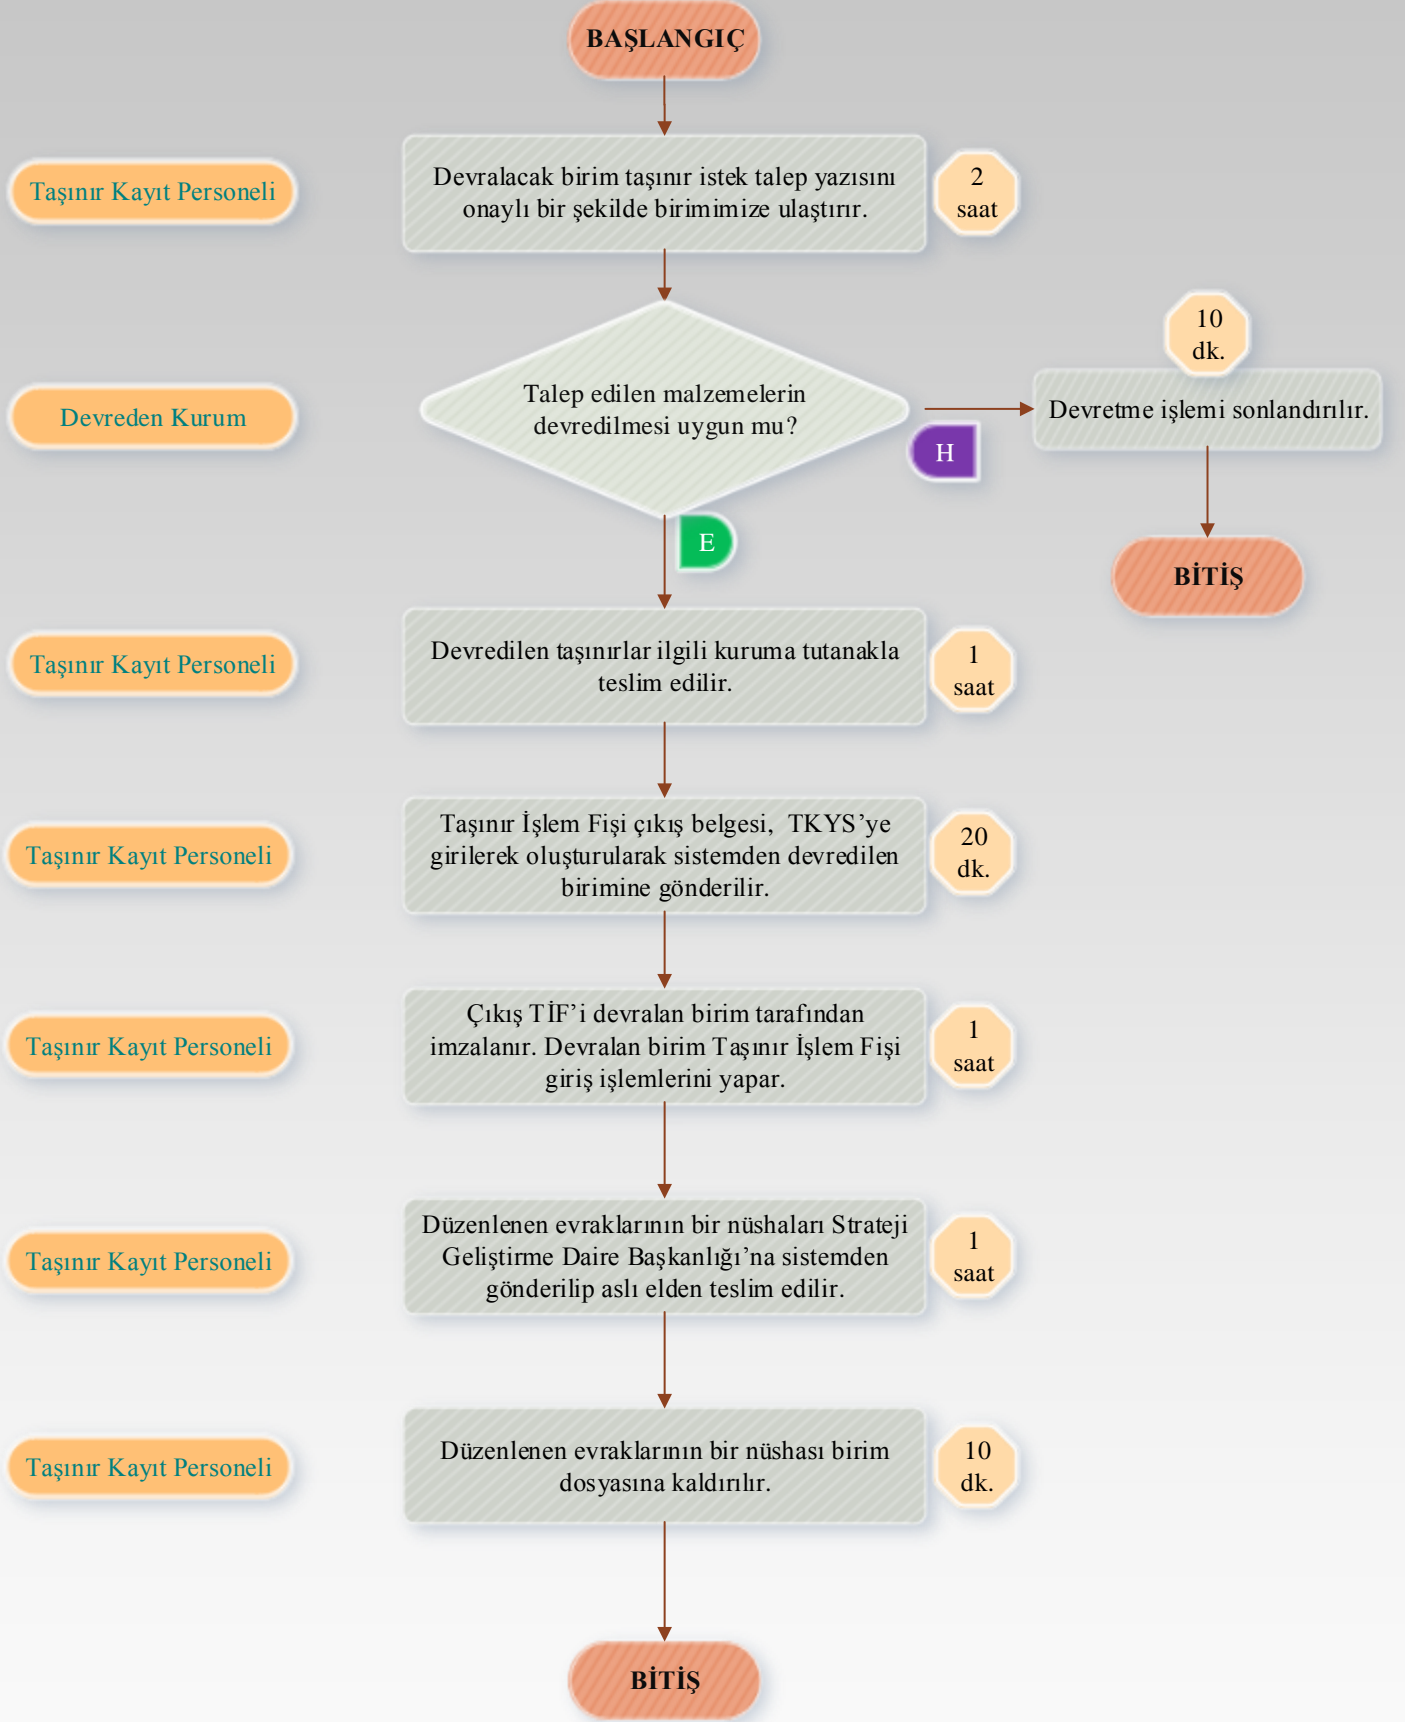 BAŞLANGIÇ
Taşınır Kayıt Personeli
Devralacak birim taşınır istek talep yazısını
onaylı bir şekilde birimimize ulaştırır.
2
saat
Devreden Kurum
Talep edilen malzemelerin
devredilmesi uygun mu?
H
10
dk.
Devretme işlemi sonlandırılır.
BİTİŞ
E
Taşınır Kayıt Personeli
Devredilen taşınırlar ilgili kuruma tutanakla
teslim edilir.
1
saat
Taşınır Kayıt Personeli
Taşınır İşlem Fişi çıkış belgesi,  TKYS’ye
girilerek oluşturularak sistemden devredilen
birimine gönderilir.
20
dk.
Taşınır Kayıt Personeli
Çıkış TİF’i devralan birim tarafından
imzalanır. Devralan birim Taşınır İşlem Fişi
giriş işlemlerini yapar.
1
saat
Taşınır Kayıt Personeli
Düzenlenen evraklarının bir nüshaları Strateji
Geliştirme Daire Başkanlığı’na sistemden
gönderilip aslı elden teslim edilir.
1
saat
Taşınır Kayıt Personeli
Düzenlenen evraklarının bir nüshası birim
dosyasına kaldırılır.
10
dk.
BİTİŞ